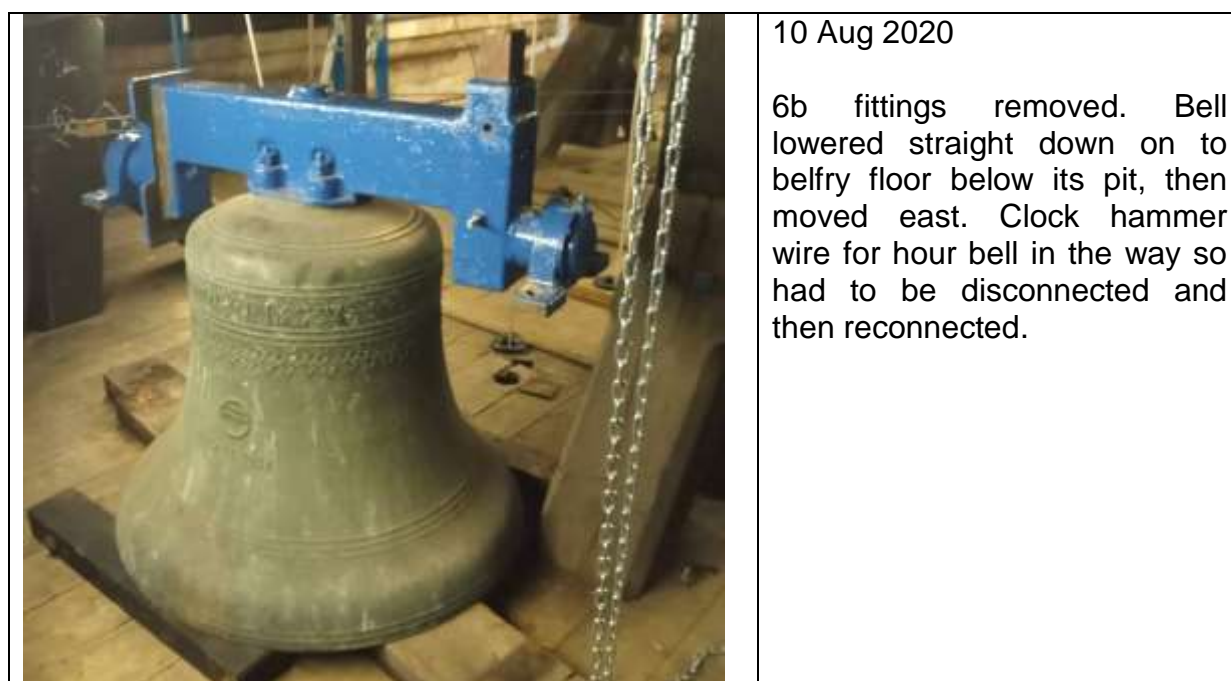 10 Aug 2020
6b fittings removed. Bell
lowered straight down on to
belfry floor below its pit, then
moved east. Clock hammer
wire for hour bell in the way so
had to be disconnected and
then reconnected.